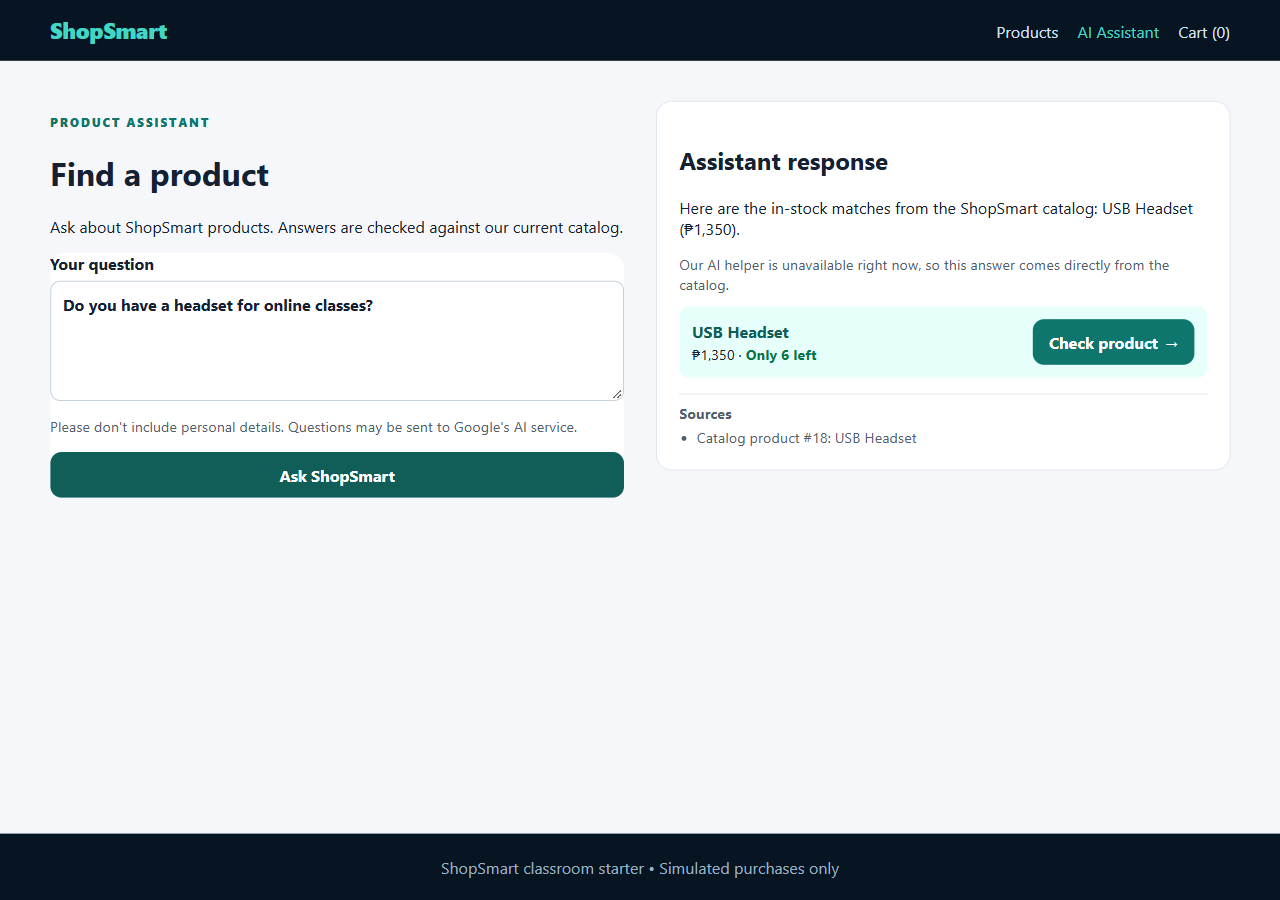 ShopSmart
Products
AI Assistant
Cart (0)
PRODUCT ASSISTANT
Find a product
Ask about ShopSmart products. Answers are checked against our current catalog.
Your question
Do you have a headset for online classes?
Please don't include personal details. Questions may be sent to Google's AI service.
Ask ShopSmart
Assistant response
Here are the in-stock matches from the ShopSmart catalog: USB Headset
(₱1,350).
Our AI helper is unavailable right now, so this answer comes directly from the
catalog.
USB Headset
₱1,350 · Only 6 left
Check product →
Sources
• Catalog product #18: USB Headset
ShopSmart classroom starter • Simulated purchases only